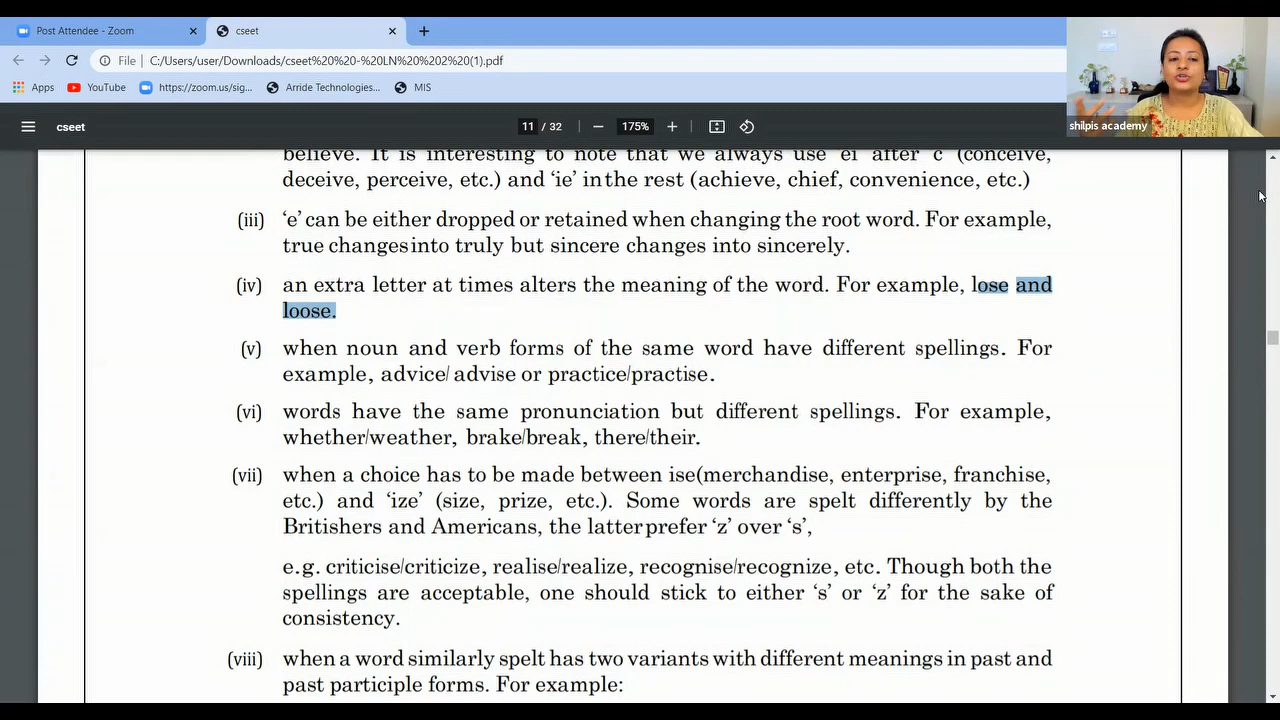 Post Attendee - Zoom
cseet
File
C:/Users/user/Downloads/cseet%20%20-%20LN%20%202%20(1).pdf
Apps
YouTube
https://zoom.us/sig...
Arride Technologies...
MIS
cseet
11 / 32
175%
shilpis academy
believe. It is interesting to note that we always use 'ei' after 'c' (conceive,
deceive, perceive, etc.) and 'ie' in the rest (achieve, chief, convenience, etc.)
(iii) 'e' can be either dropped or retained when changing the root word. For example,
true changes into truly but sincere changes into sincerely.
(iv) an extra letter at times alters the meaning of the word. For example, lose and
loose.
(v) when noun and verb forms of the same word have different spellings. For
example, advice/ advise or practice/practise.
(vi) words have the same pronunciation but different spellings. For example,
whether/weather, brake/break, there/their.
(vii) when a choice has to be made between ise(merchandise, enterprise, franchise,
etc.) and 'ize' (size, prize, etc.). Some words are spelt differently by the
Britishers and Americans, the latter prefer 'z' over 's',
e.g. criticise/criticize, realise/realize, recognise/recognize, etc. Though both the
spellings are acceptable, one should stick to either 's' or 'z' for the sake of
consistency.
(viii) when a word similarly spelt has two variants with different meanings in past and
past participle forms. For example: